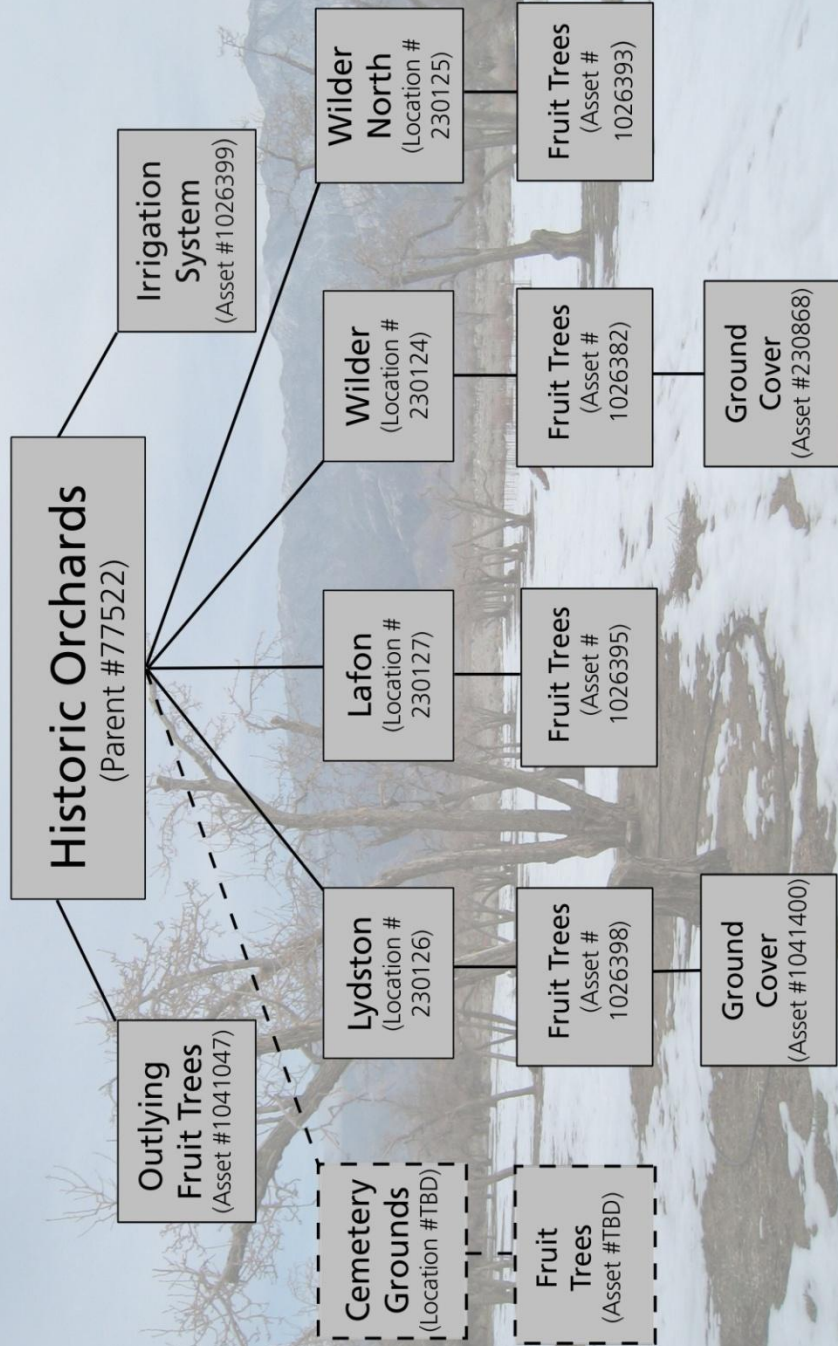 Historic Orchards
(Parent #77522)
Outlying
Fruit Trees
(Asset #1041047)
Irrigation
System
(Asset #1026399)
Cemetery
Grounds
(Location #TBD)
Lydston
(Location #
230126)
Lafon
(Location #
230127)
Wilder
(Location #
230124)
Wilder
North
(Location #
230125)
Fruit
Trees
(Asset #TBD)
Fruit Trees
(Asset #
1026398)
Fruit Trees
(Asset #
1026395)
Fruit Trees
(Asset #
1026382)
Fruit Trees
(Asset #
1026393)
Ground
Cover
(Asset #1041400)
Ground
Cover
(Asset #230868)